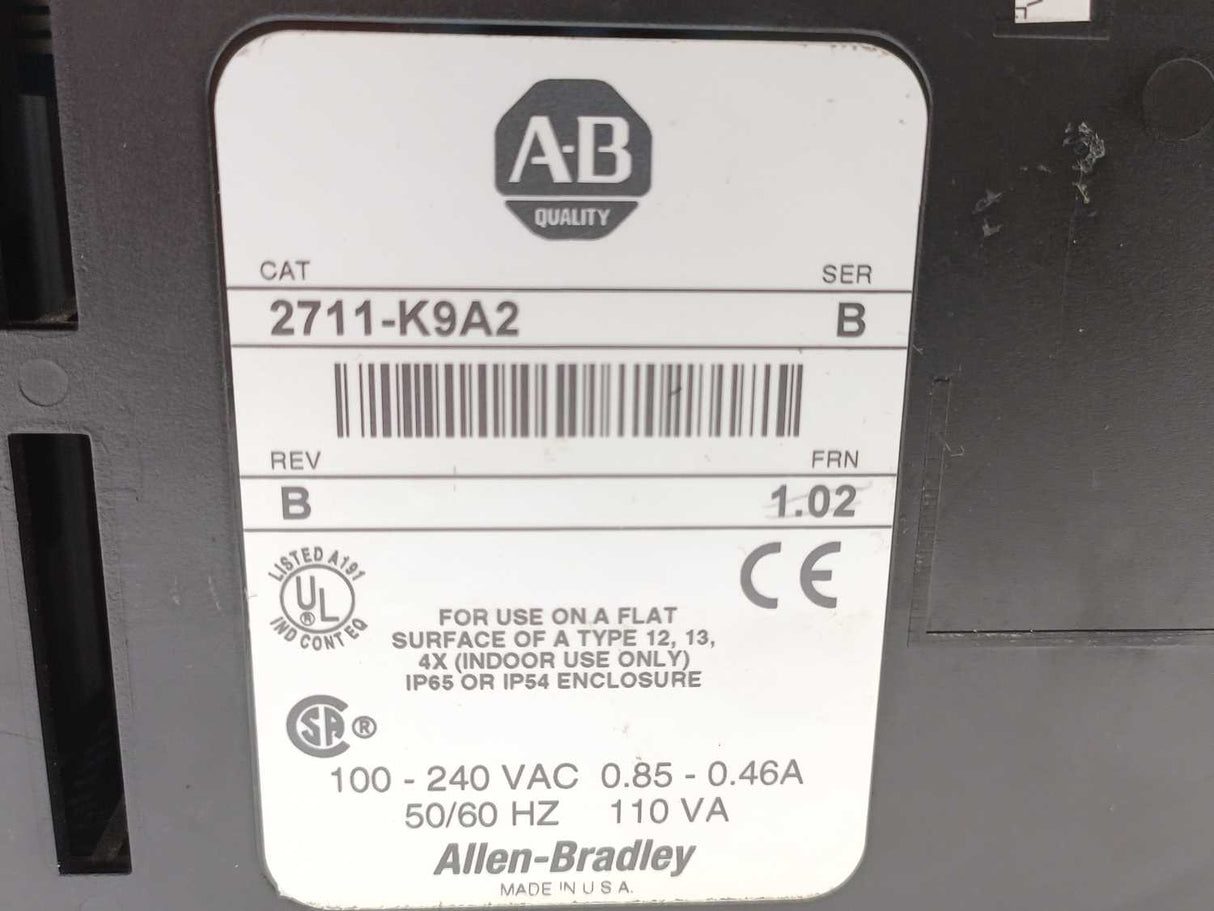 A-B
QUALITY
CAT SER
2711-K9A2 B
REV FRN
B 1.02
LISTED A191
UL®
IND CONT EQ
CE
FOR USE ON A FLAT
SURFACE OF A TYPE 12, 13,
4X (INDOOR USE ONLY)
IP65 OR IP54 ENCLOSURE
SA ®
100 - 240 VAC 0.85 - 0.46A
50/60 HZ 110 VA
Allen-Bradley
MADE IN U S A.